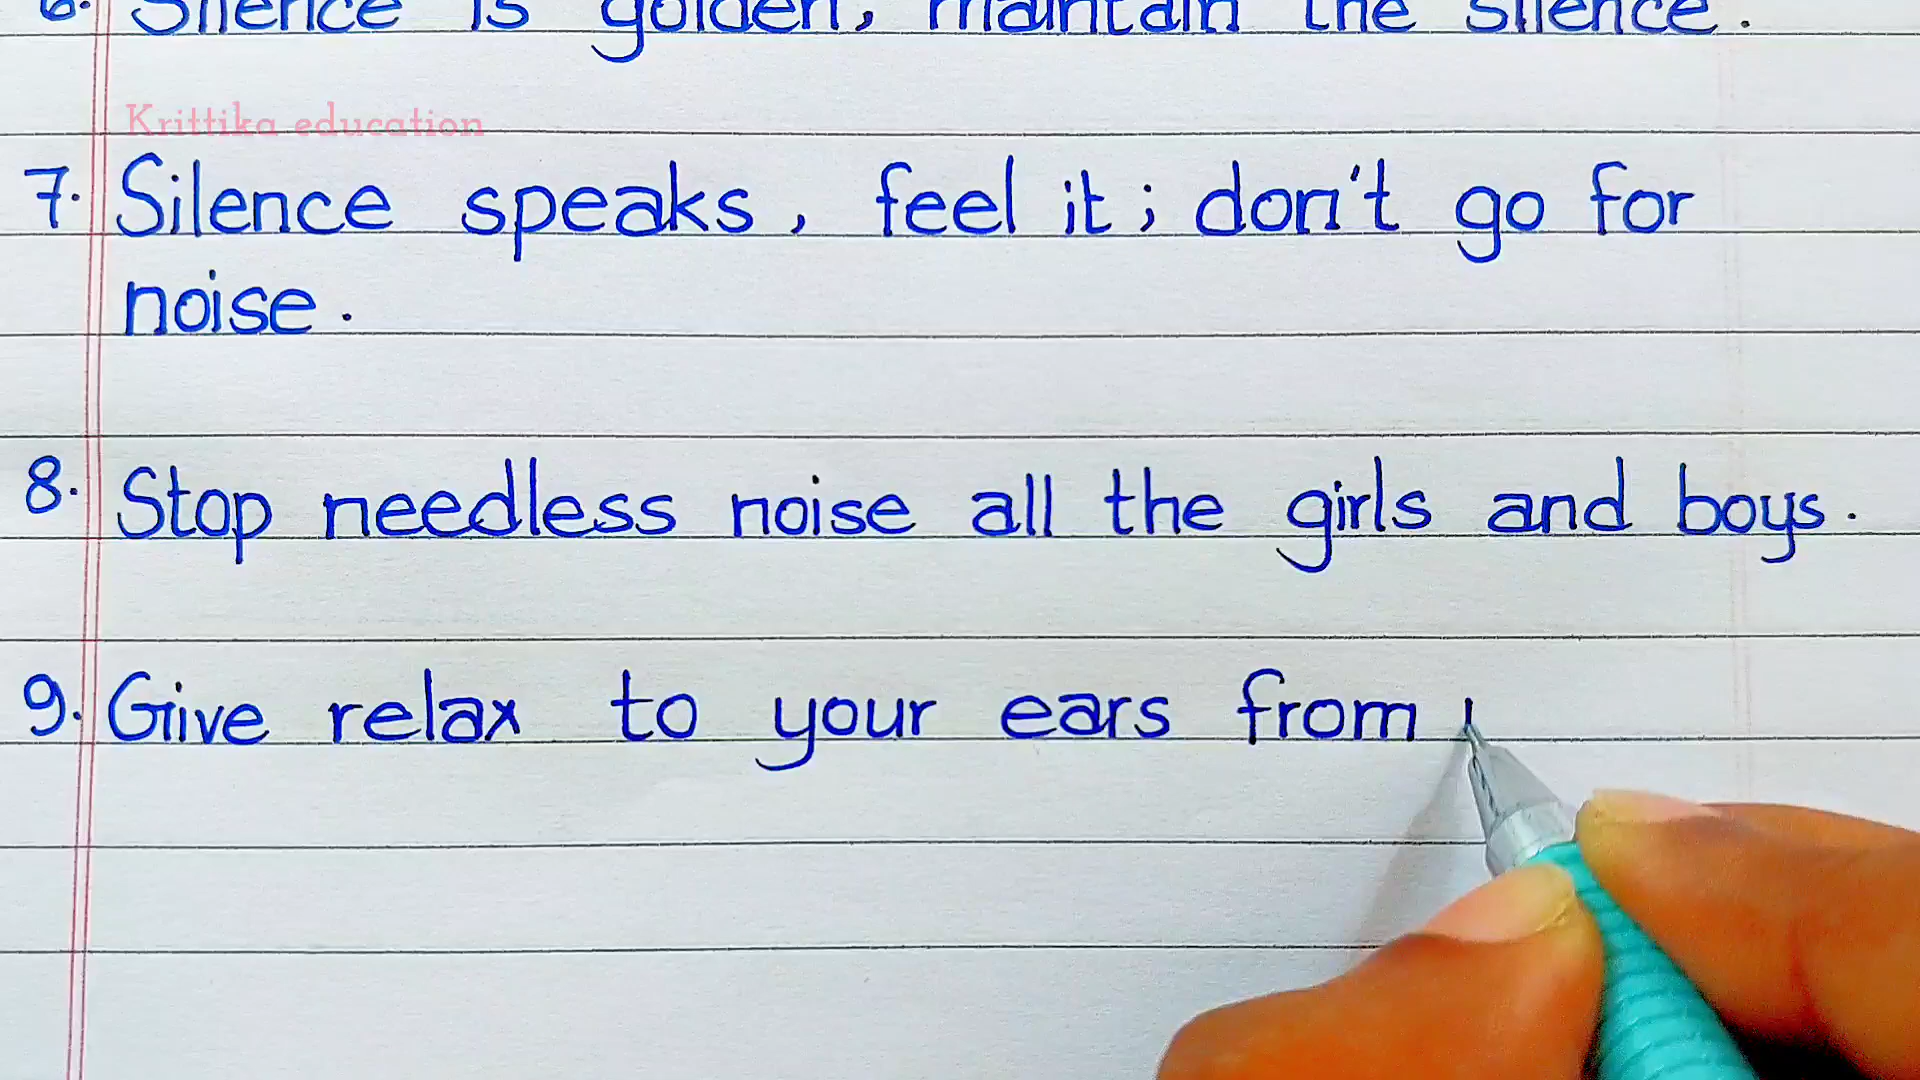 6. Silence is golden, maintain the silence.
Krittika education
7. Silence speaks, feel it; don't go for
noise.
8. Stop needless noise all the girls and boys.
9. Give relax to your ears from